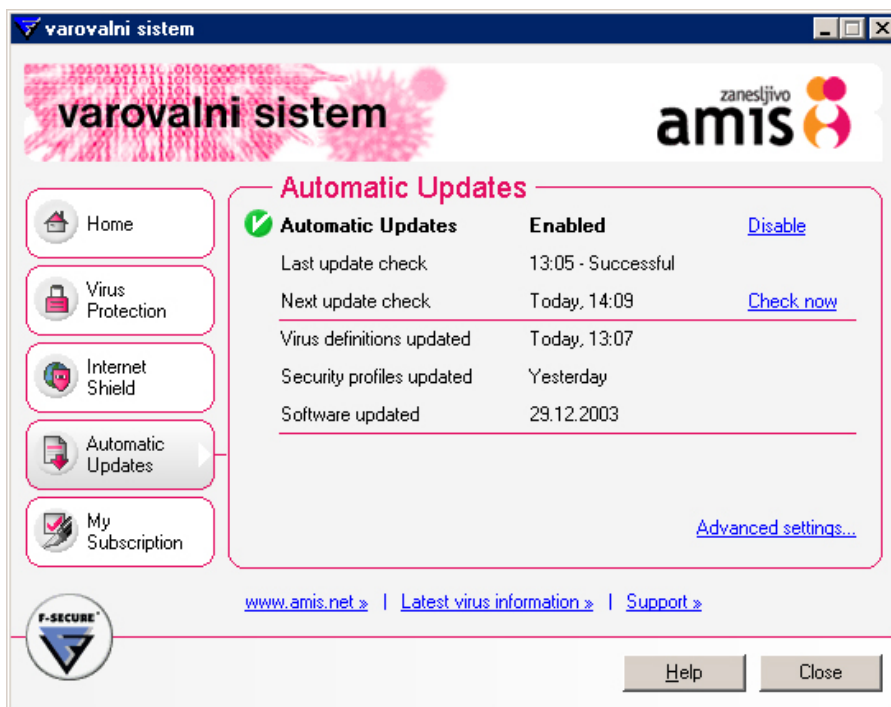 varovalni sistem
varovalni sistem
zanesljivo
amis
Automatic Updates
Home
Virus
Protection
Internet
Shield
Automatic
Updates
My
Subscription
Automatic Updates Enabled Disable
Last update check 13:05 - Successful
Next update check Today, 14:09 Check now
Virus definitions updated Today, 13:07
Security profiles updated Yesterday
Software updated 29.12.2003
Advanced settings...
www.amis.net » | Latest virus information » | Support »
F-SECURE
Help Close